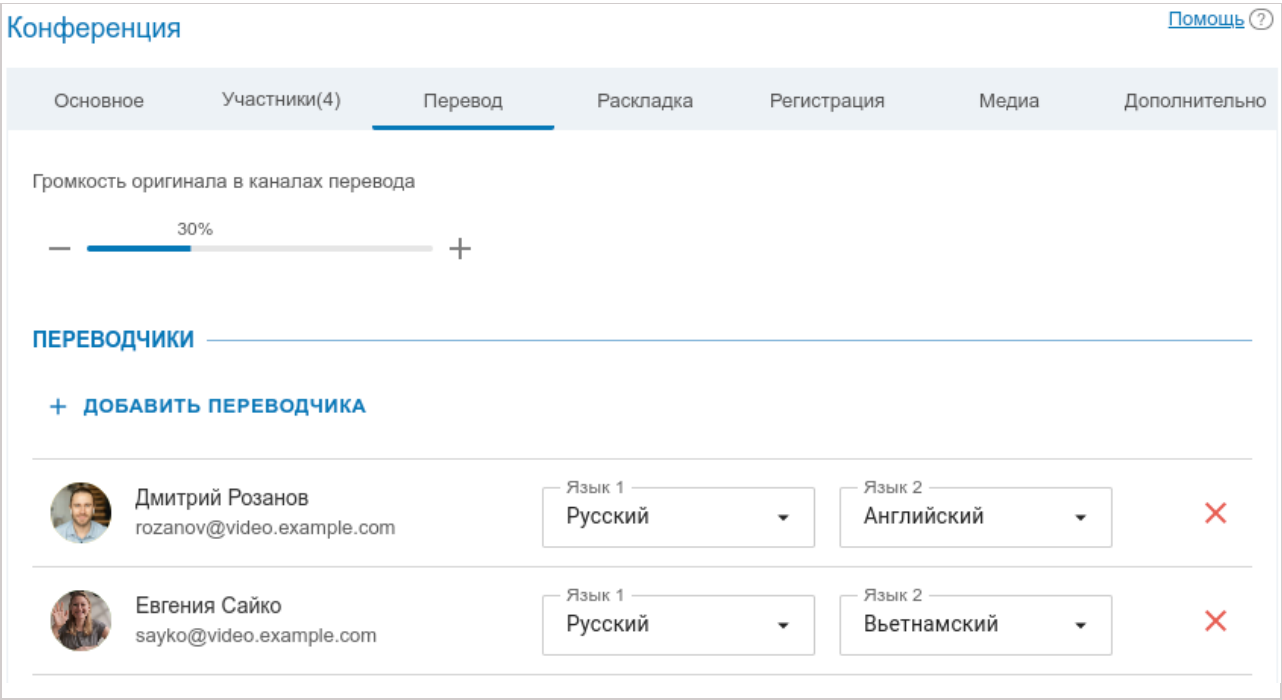 Конференция
Помощь ?
Основное Участники(4) Перевод Раскладка Регистрация Медиа Дополнительно
Громкость оригинала в каналах перевода
30%
ПЕРЕВОДЧИКИ
+ ДОБАВИТЬ ПЕРЕВОДЧИКА
Язык 1 Язык 2
Дмитрий Розанов Русский Английский
rozanov@video.example.com
Язык 1 Язык 2
Евгения Сайко Русский Вьетнамский
sayko@video.example.com